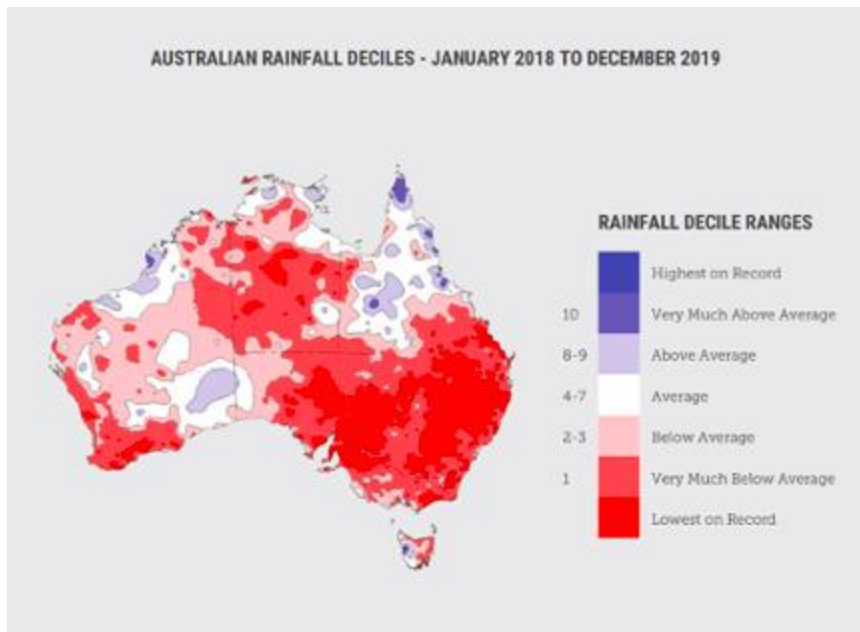 AUSTRALIAN RAINFALL DECILES - JANUARY 2018 TO DECEMBER 2019
RAINFALL DECILE RANGES
Highest on Record
10 Very Much Above Average
8-9 Above Average
4-7 Average
2-3 Below Average
1 Very Much Below Average
Lowest on Record